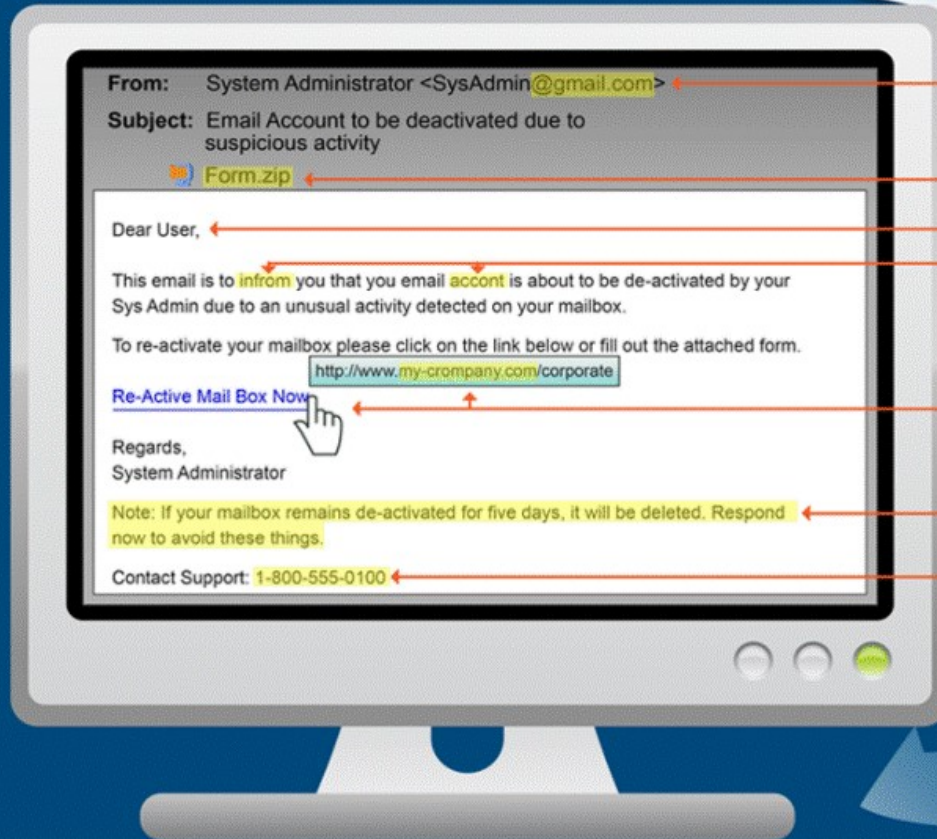 From: System Administrator <SysAdmin@gmail.com>
Subject: Email Account to be deactivated due to
suspicious activity
Form.zip
Dear User,
This email is to infrom you that you email accont is about to be de-activated by your
Sys Admin due to an unusual activity detected on your mailbox.
To re-activate your mailbox please click on the link below or fill out the attached form.
http://www.my-crompany.com/corporate
Re-Active Mail Box Now
Regards,
System Administrator
Note: If your mailbox remains de-activated for five days, it will be deleted. Respond
now to avoid these things.
Contact Support: 1-800-555-0100